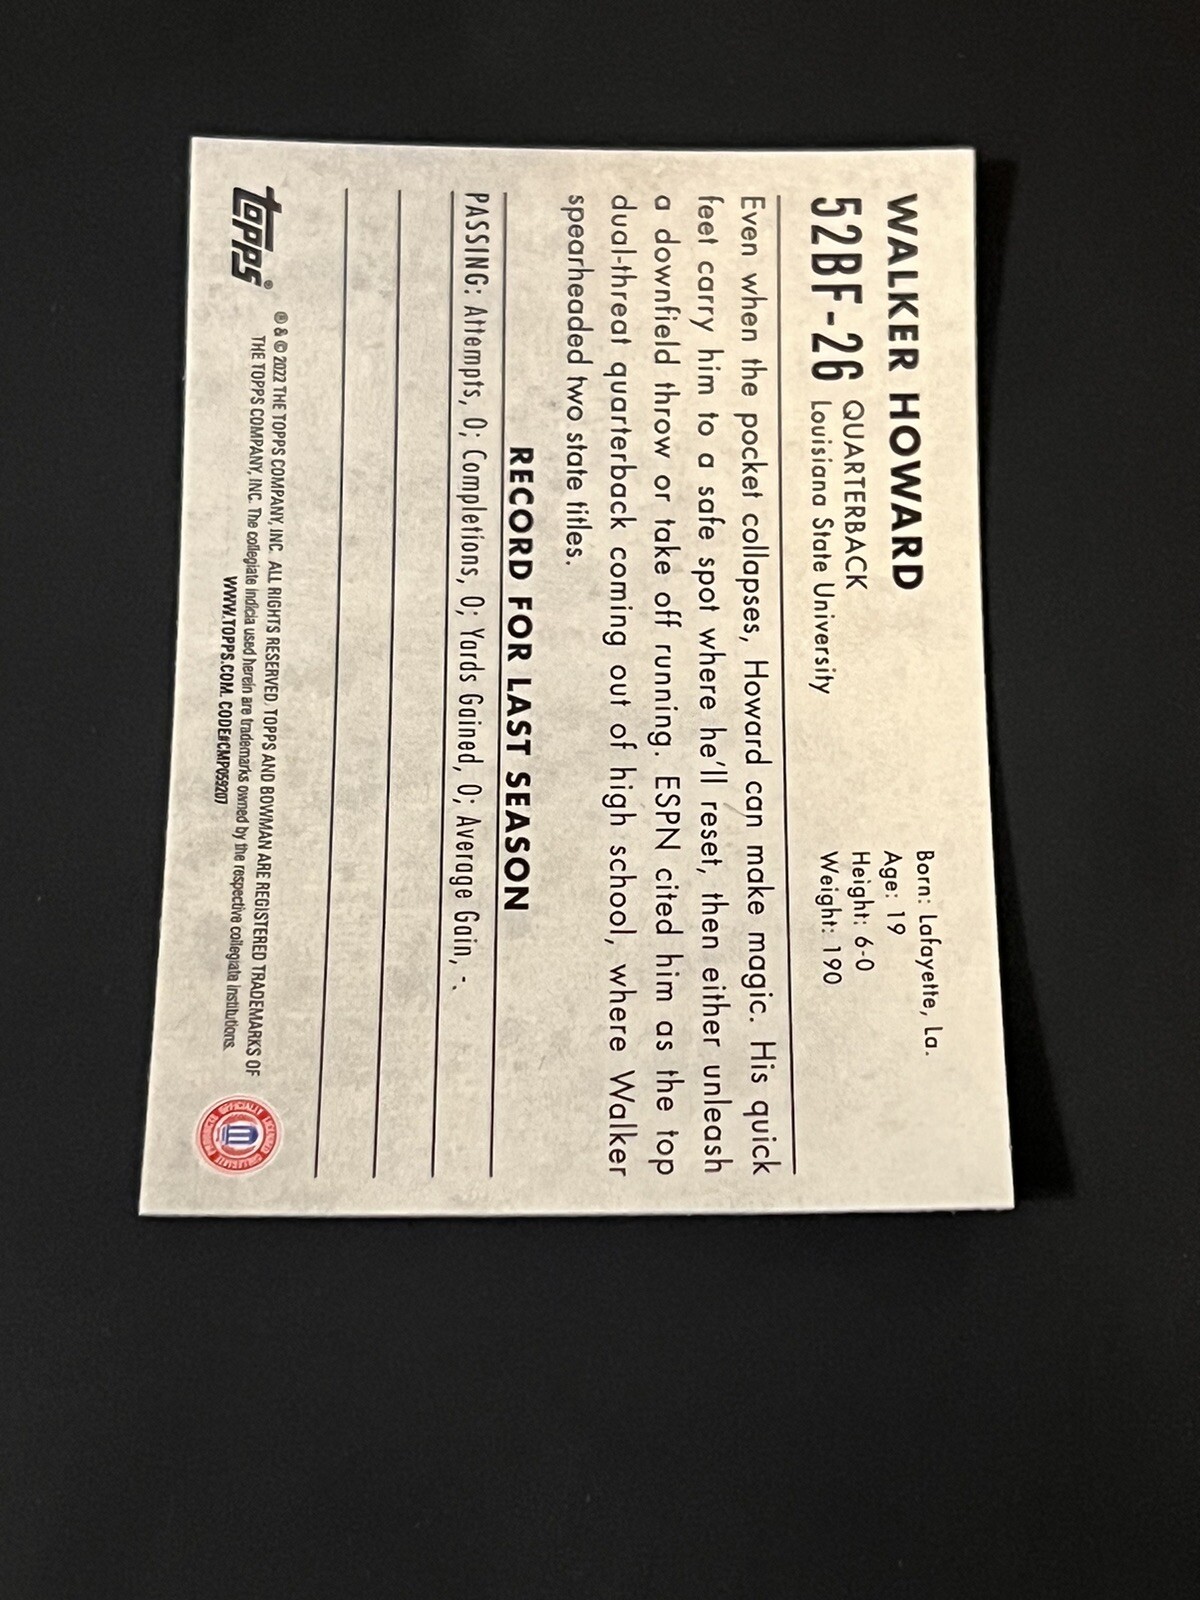 WALKER HOWARD
52BF-26
QUARTERBACK
Louisiana State University
Born: Lafayette, La.
Age: 19
Height: 6-0
Weight: 190
Even when the pocket collapses, Howard can make magic. His quick
feet carry him to a safe spot where he'll reset, then either unleash
a downfield throw or take off running. ESPN cited him as the top
dual-threat quarterback coming out of high school, where Walker
spearheaded two state titles.
RECORD FOR LAST SEASON
PASSING: Attempts, 0; Completions, 0; Yards Gained, 0; Average Gain, -.
topps®
® & © 2022 THE TOPPS COMPANY, INC. ALL RIGHTS RESERVED. TOPPS AND BOWMAN ARE REGISTERED TRADEMARKS OF
THE TOPPS COMPANY, INC. The collegiate indicia used herein are trademarks owned by the respective collegiate institutions.
WWW.TOPPS.COM. CODE#CMP059207
OFFICIALLY LICENSED COLLEGIATE PRODUCTS